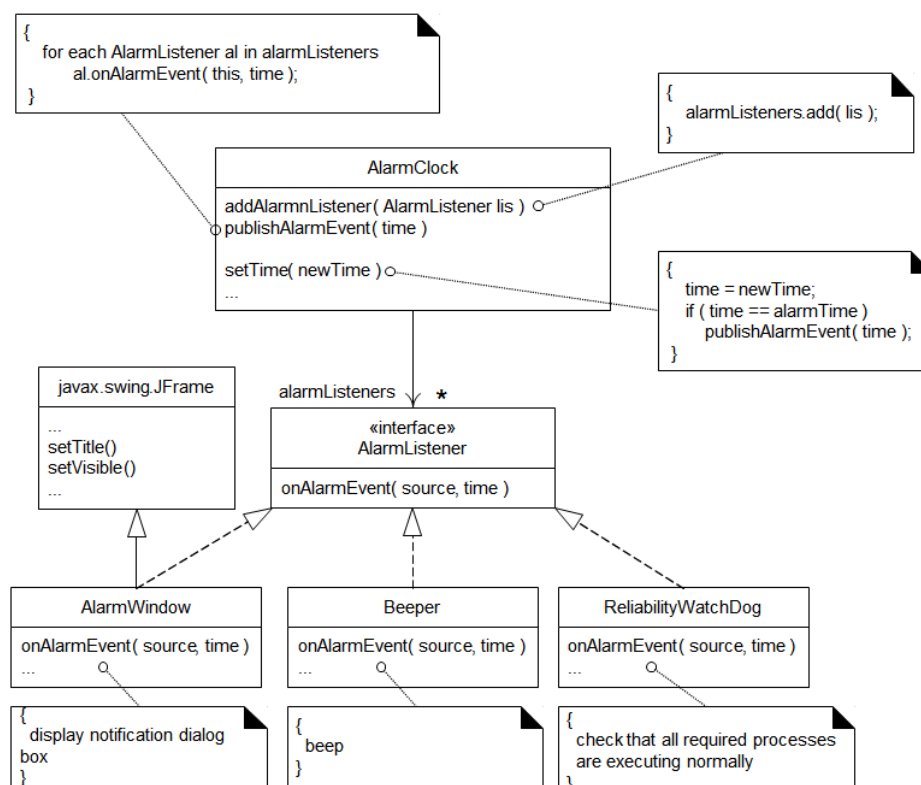 {
for each AlarmListener al in alarmListeners
al.onAlarmEvent( this, time );
}
{
alarmListeners.add( lis );
}
AlarmClock
addAlarmnListener( AlarmListener lis )
publishAlarmEvent( time )
setTime( newTime )
...
{
time = newTime;
if ( time == alarmTime )
publishAlarmEvent( time );
}
javax.swing.JFrame
...
setTitle()
setVisible()
...
alarmListeners *
«interface»
AlarmListener
onAlarmEvent( source, time )
AlarmWindow
onAlarmEvent( source, time )
...
Beeper
onAlarmEvent( source, time )
...
ReliabilityWatchDog
onAlarmEvent( source, time )
...
{
display notification dialog
box
}
{
beep
}
{
check that all required processes
are executing normally
}